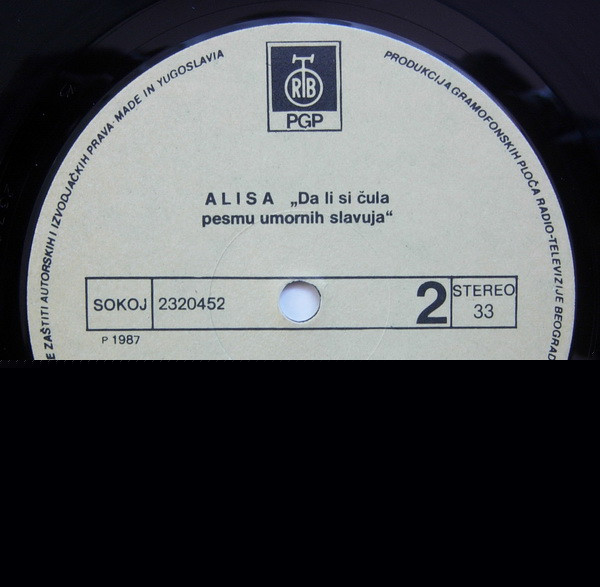 RTB
PGP
E ZAŠTITI AUTORSKIH I IZVODJAČKIH PRAVA · MADE IN YUGOSLAVIA
PRODUKCIJA GRAMOFONSKIH PLOČA RADIO-TELEVIZIJE BEOGRAD
ALISA „Da li si čula
pesmu umornih slavuja“
SOKOJ 2320452 2 STEREO
33
P 1987